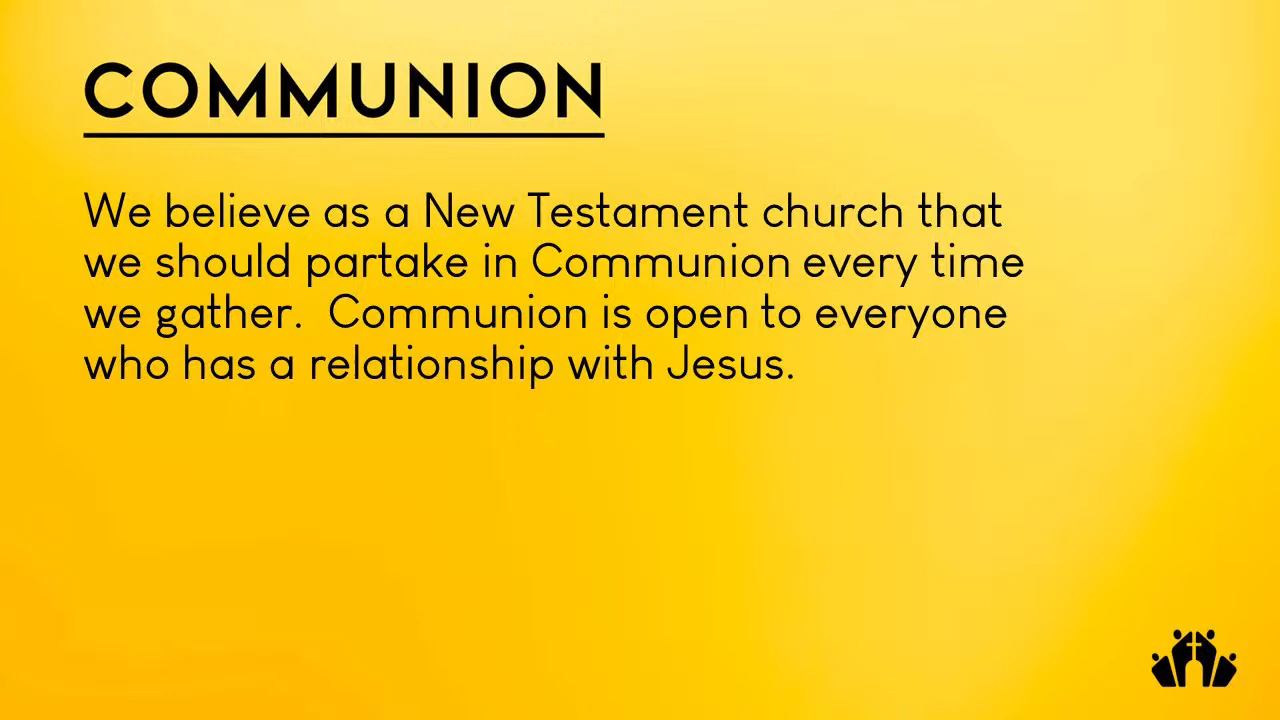 COMMUNION
We believe as a New Testament church that
we should partake in Communion every time
we gather.  Communion is open to everyone
who has a relationship with Jesus.